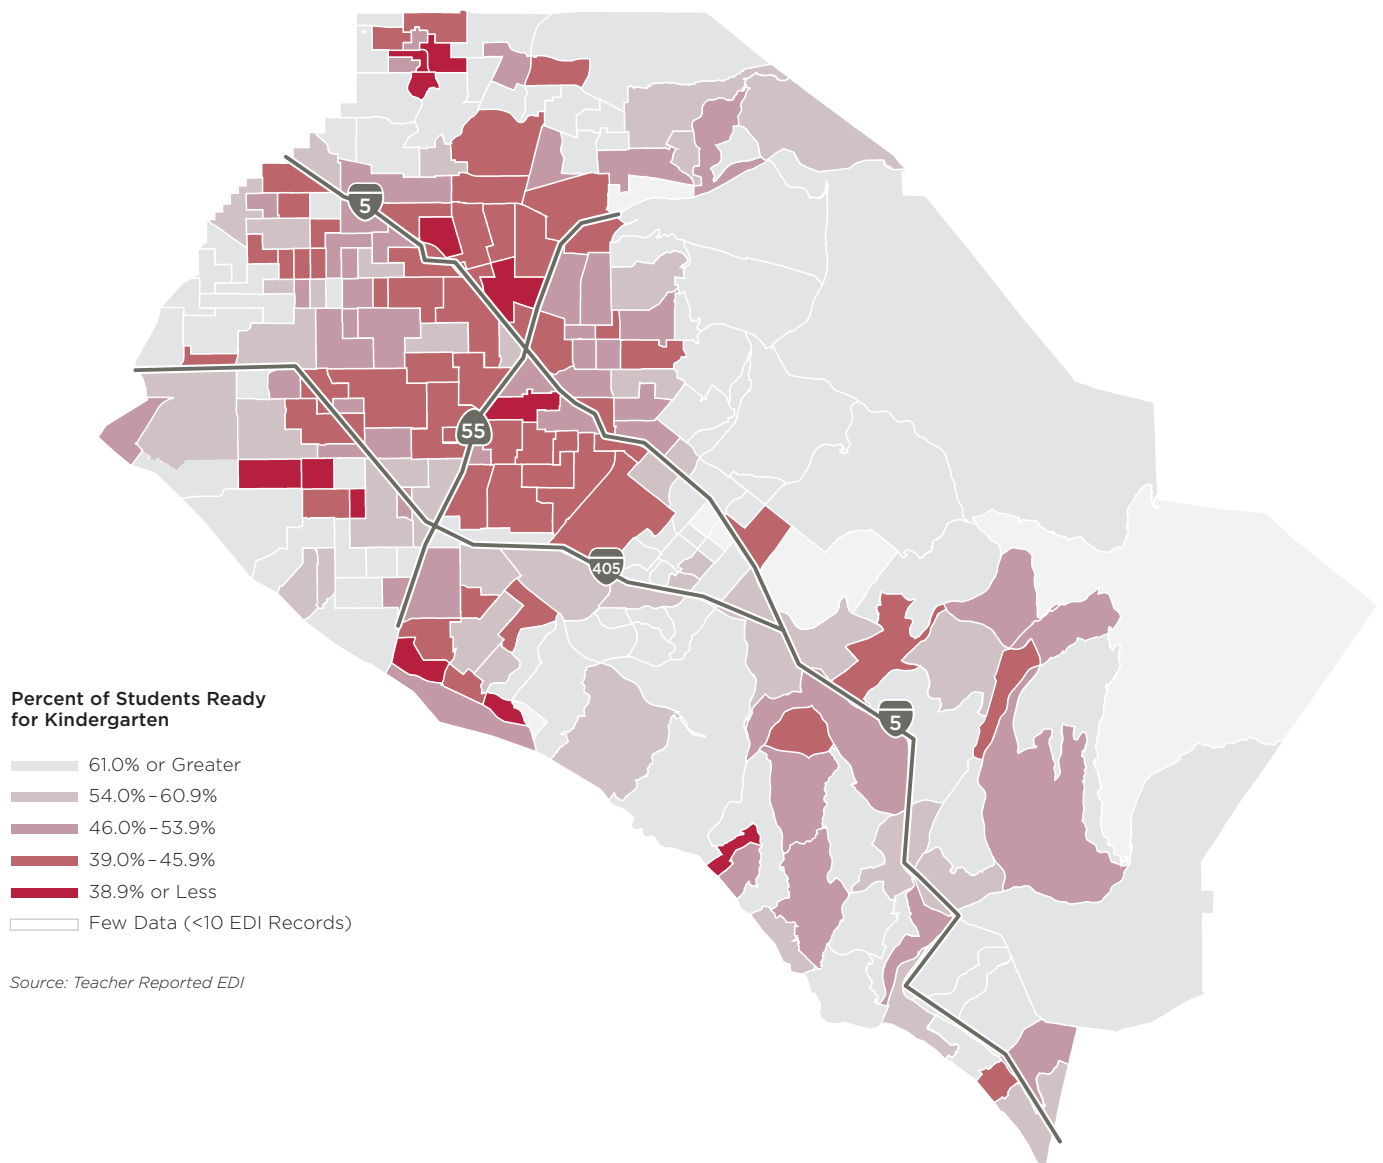 5
55
405
5
Percent of Students Ready
for Kindergarten
61.0% or Greater
54.0%–60.9%
46.0%–53.9%
39.0%–45.9%
38.9% or Less
Few Data (<10 EDI Records)
Source: Teacher Reported EDI